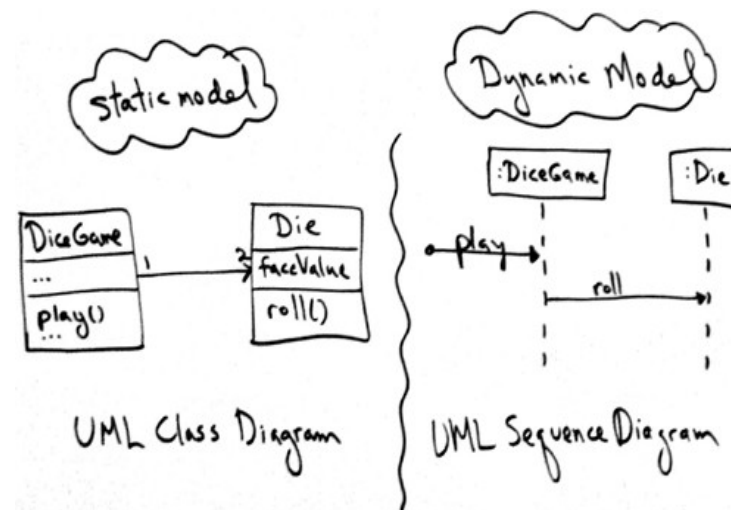 static model
DiceGame
...
play()
...
1
2
Die
faceValue
roll()
UML Class Diagram
Dynamic Model
:DiceGame
:Die
play
roll
UML Sequence Diagram